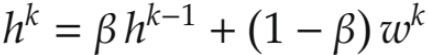 h^k = β h^{k−1} + (1 − β) w^k